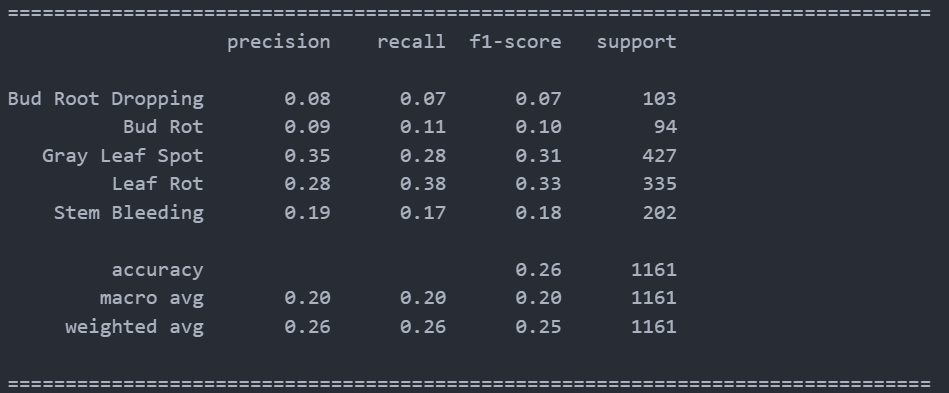 ================================================================================
precision recall f1-score support
Bud Root Dropping 0.08 0.07 0.07 103
Bud Rot 0.09 0.11 0.10 94
Gray Leaf Spot 0.35 0.28 0.31 427
Leaf Rot 0.28 0.38 0.33 335
Stem Bleeding 0.19 0.17 0.18 202
accuracy 0.26 1161
macro avg 0.20 0.20 0.20 1161
weighted avg 0.26 0.26 0.25 1161
================================================================================